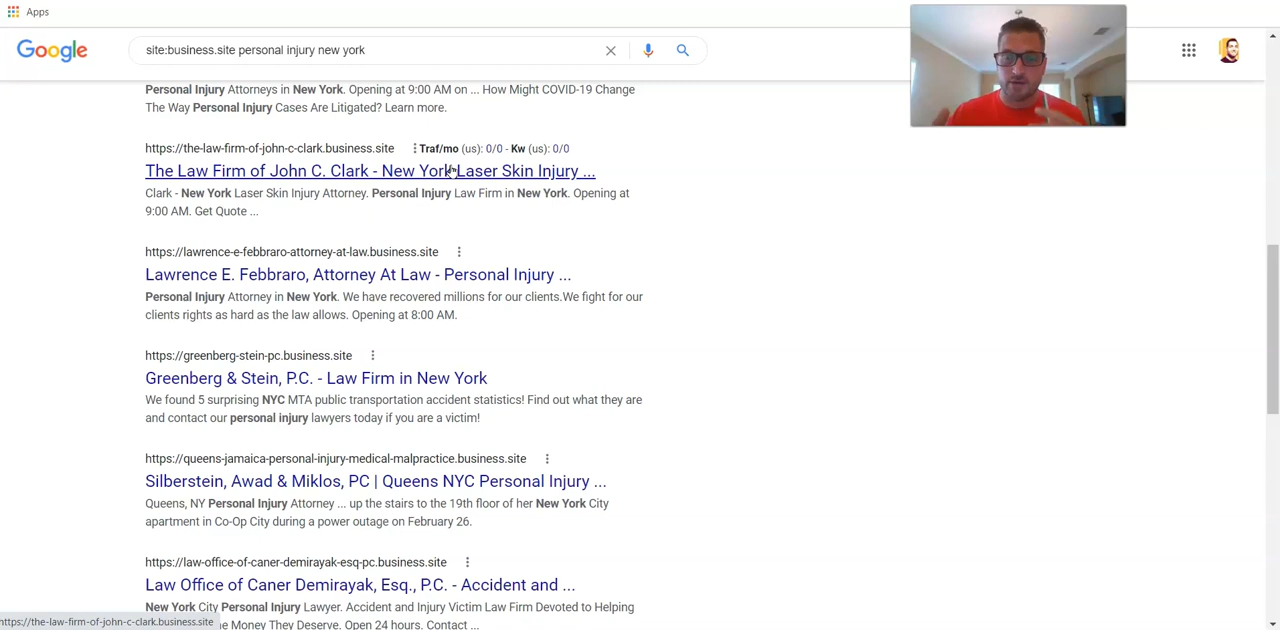 Apps
Google
site:business.site personal injury new york
Personal Injury Attorneys in New York. Opening at 9:00 AM on ... How Might COVID-19 Change
The Way Personal Injury Cases Are Litigated? Learn more.
https://the-law-firm-of-john-c-clark.business.site Traf/mo (us): 0/0 - Kw (us): 0/0
The Law Firm of John C. Clark - New York Laser Skin Injury ...
Clark - New York Laser Skin Injury Attorney. Personal Injury Law Firm in New York. Opening at
9:00 AM. Get Quote ...
https://lawrence-e-febbraro-attorney-at-law.business.site
Lawrence E. Febbraro, Attorney At Law - Personal Injury ...
Personal Injury Attorney in New York. We have recovered millions for our clients.We fight for our
clients rights as hard as the law allows. Opening at 8:00 AM.
https://greenberg-stein-pc.business.site
Greenberg & Stein, P.C. - Law Firm in New York
We found 5 surprising NYC MTA public transportation accident statistics! Find out what they are
and contact our personal injury lawyers today if you are a victim!
https://queens-jamaica-personal-injury-medical-malpractice.business.site
Silberstein, Awad & Miklos, PC | Queens NYC Personal Injury ...
Queens, NY Personal Injury Attorney ... up the stairs to the 19th floor of her New York City
apartment in Co-Op City during a power outage on February 26.
https://law-office-of-caner-demirayak-esq-pc.business.site
Law Office of Caner Demirayak, Esq., P.C. - Accident and ...
New York City Personal Injury Lawyer. Accident and Injury Victim Law Firm Devoted to Helping
https://the-law-firm-of-john-c-clark.business.site e Money They Deserve. Open 24 hours. Contact ...